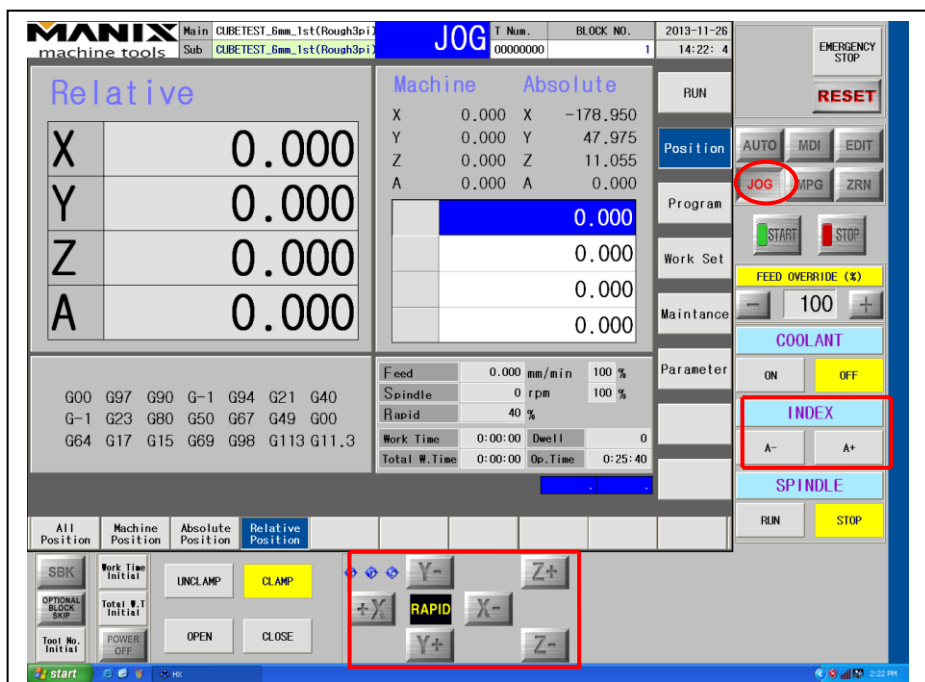 MANIX
machine tools
Main CUBETEST_6mm_1st(Rough3pi)
Sub CUBETEST_6mm_1st(Rough3pi)
JOG
T Num. BLOCK NO.
00000000 1
2013-11-26
14:22: 4
EMERGENCY
STOP
RESET
Relative
X 0.000
Y 0.000
Z 0.000
A 0.000
Machine Absolute
X 0.000 X -178.950
Y 0.000 Y 47.975
Z 0.000 Z 11.055
A 0.000 A 0.000
0.000
0.000
0.000
0.000
RUN
Position
Program
Work Set
Maintance
Parameter
AUTO MDI EDIT
JOG MPG ZRN
START STOP
FEED OVERRIDE (%)
- 100 +
COOLANT
ON OFF
INDEX
A- A+
SPINDLE
RUN STOP
G00 G97 G90 G-1 G94 G21 G40
G-1 G23 G80 G50 G67 G49 G00
G64 G17 G15 G69 G98 G113 G11.3
Feed 0.000 mm/min 100 %
Spindle 0 rpm 100 %
Rapid 40 %
Work Time 0:00:00 Dwell 0
Total W.Time 0:00:00 Op.Time 0:25:40
. .
All Position
Machine Position
Absolute Position
Relative Position
SBK
Work Time
Initial
UNCLAMP CLAMP
OPTIONAL
BLOCK
SKIP
Total W.T
Initial
Tool No.
Initial
POWER
OFF
OPEN CLOSE
Y- Z+
+X RAPID X-
Y+ Z-
start HX 2:22 PM